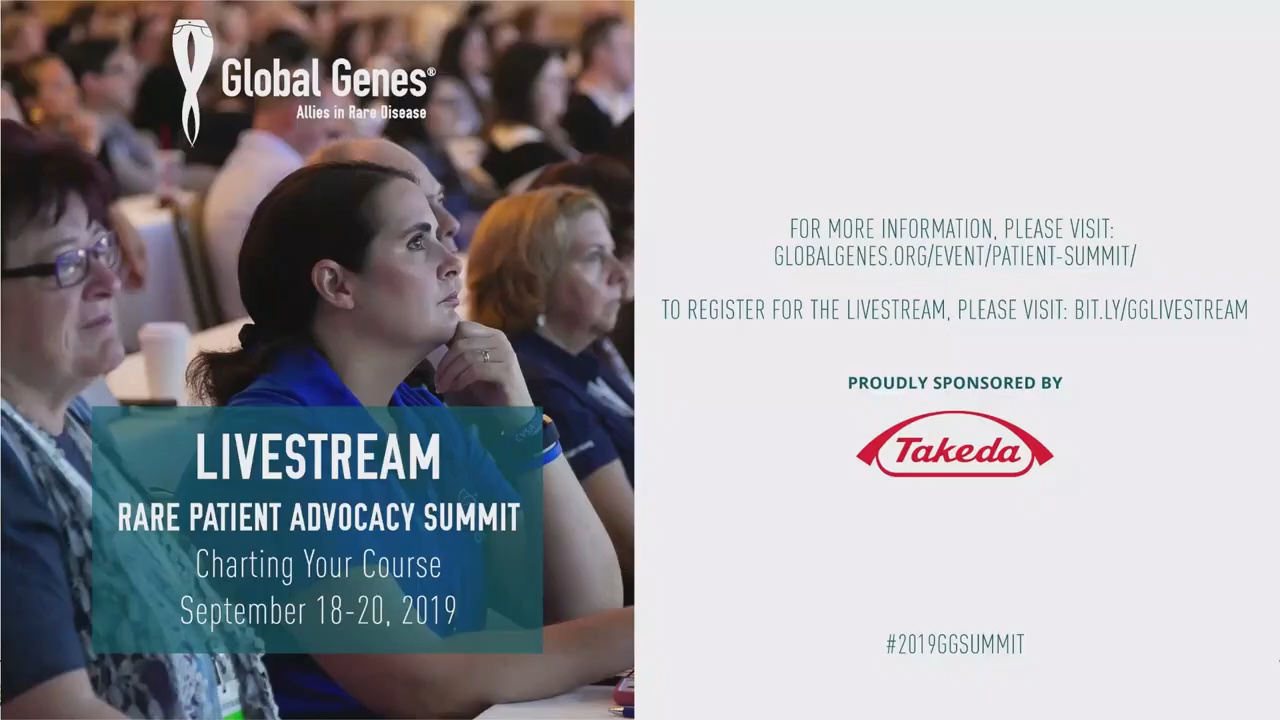 Global Genes®
Allies in Rare Disease
LIVESTREAM
RARE PATIENT ADVOCACY SUMMIT
Charting Your Course
September 18-20, 2019
FOR MORE INFORMATION, PLEASE VISIT:
GLOBALGENES.ORG/EVENT/PATIENT-SUMMIT/
TO REGISTER FOR THE LIVESTREAM, PLEASE VISIT: BIT.LY/GGLIVESTREAM
PROUDLY SPONSORED BY
Takeda
#2019GGSUMMIT